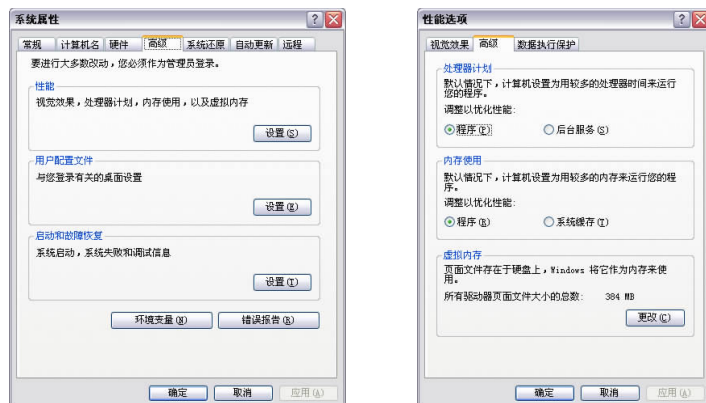 系统属性
常规 计算机名 硬件 高级 系统还原 自动更新 远程
要进行大多数改动，您必须作为管理员登录。
性能
视觉效果，处理器计划，内存使用，以及虚拟内存
设置(S)
用户配置文件
与您登录有关的桌面设置
设置(E)
启动和故障恢复
系统启动，系统失败和调试信息
设置(T)
环境变量(N) 错误报告(R)
确定 取消 应用(A)
性能选项
视觉效果 高级 数据执行保护
处理器计划
默认情况下，计算机设置为用较多的处理器时间来运行
您的程序。
调整以优化性能:
程序(P) 后台服务(S)
内存使用
默认情况下，计算机设置为用较多的内存来运行您的程
序。
调整以优化性能:
程序(R) 系统缓存(T)
虚拟内存
页面文件存在于硬盘上，Windows 将它作为内存来使
用。
所有驱动器页面文件大小的总数: 384 MB
更改(C)
确定 取消 应用(A)